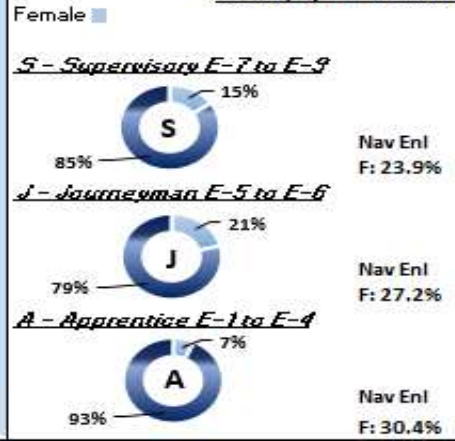 Female
S - Supervisory E-7 to E-9
15%
S
85%
Nav Enl
F: 23.9%
J - Journeyman E-5 to E-6
21%
J
79%
Nav Enl
F: 27.2%
A - Apprentice E-1 to E-4
7%
A
93%
Nav Enl
F: 30.4%